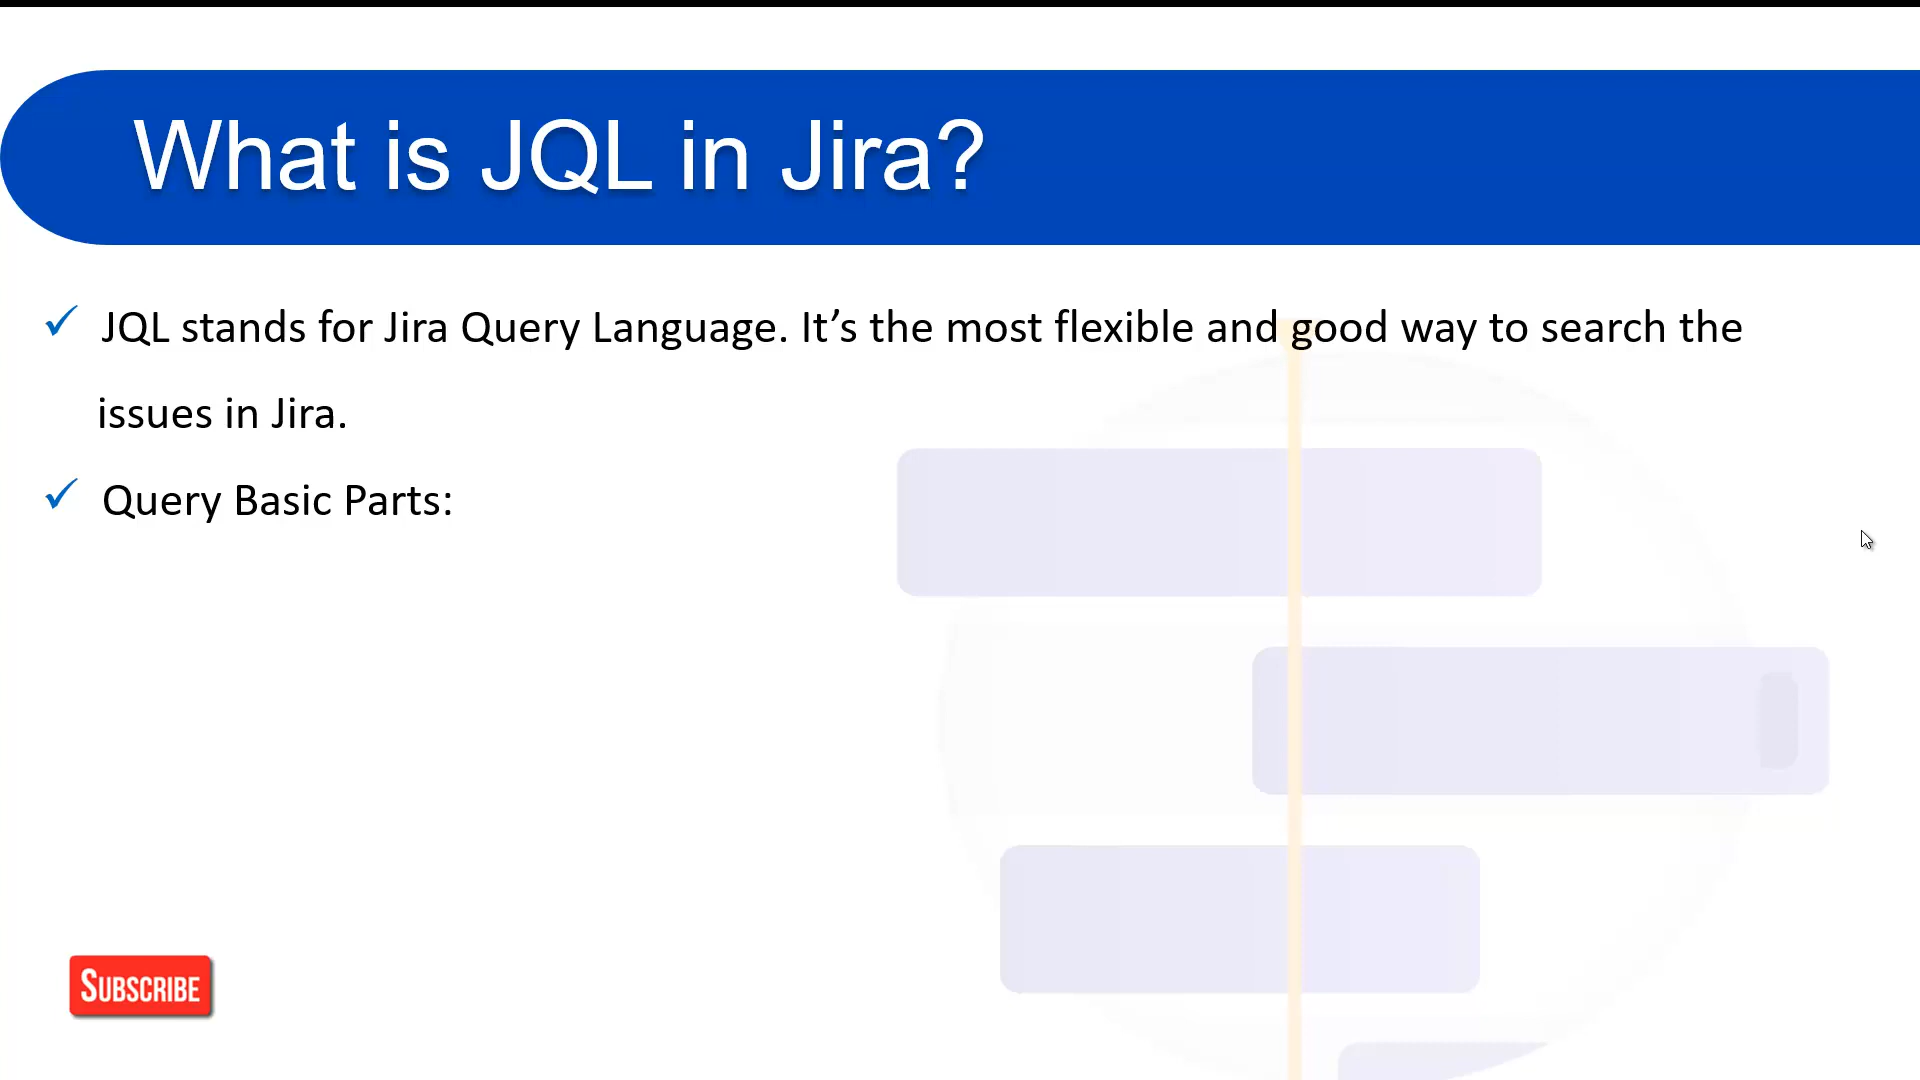 What is JQL in Jira?
✓ JQL stands for Jira Query Language. It’s the most flexible and good way to search the
issues in Jira.
✓ Query Basic Parts:
SUBSCRIBE